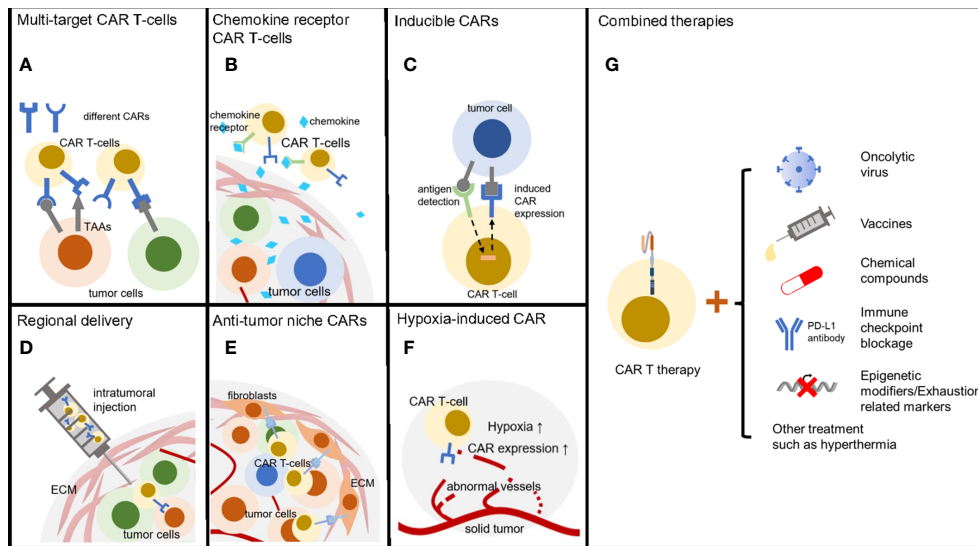 Multi-target CAR T-cells
A
different CARs
CAR T-cells
TAAs
tumor cells
Chemokine receptor
CAR T-cells
B
chemokine
receptor
chemokine
CAR T-cells
tumor cells
Inducible CARs
C
tumor cell
antigen
detection
induced
CAR
expression
CAR T-cell
Regional delivery
D
intratumoral
injection
ECM
tumor cells
Anti-tumor niche CARs
E
fibroblasts
CAR T-cells
ECM
tumor cells
Hypoxia-induced CAR
F
CAR T-cell
Hypoxia ↑
CAR expression ↑
abnormal vessels
solid tumor
Combined therapies
G
CAR T therapy
+
Oncolytic
virus
Vaccines
Chemical
compounds
PD-L1
antibody
Immune
checkpoint
blockage
Epigenetic
modifiers/Exhaustion
related markers
Other treatment
such as hyperthermia